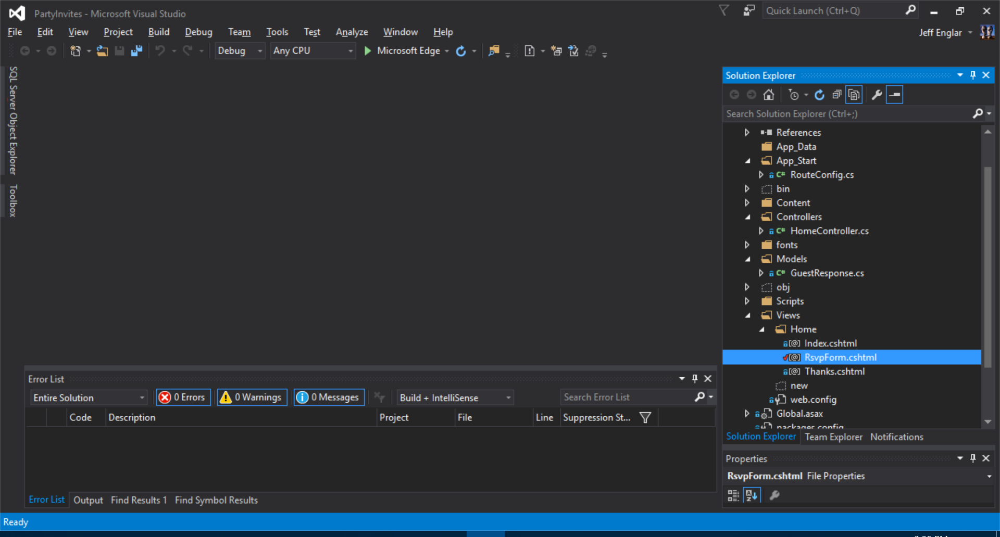 PartyInvites - Microsoft Visual Studio
Quick Launch (Ctrl+Q)
File Edit View Project Build Debug Team Tools Test Analyze Window Help
Jeff Englar
Debug Any CPU Microsoft Edge
SQL Server Object Explorer
Toolbox
Solution Explorer
Search Solution Explorer (Ctrl+;)
References
App_Data
App_Start
C# RouteConfig.cs
bin
Content
Controllers
C# HomeController.cs
fonts
Models
C# GuestResponse.cs
obj
Scripts
Views
Home
[@] Index.cshtml
[@] RsvpForm.cshtml
[@] Thanks.cshtml
new
web.config
Global.asax
packages.config
Solution Explorer Team Explorer Notifications
Properties
RsvpForm.cshtml File Properties
Error List
Entire Solution 0 Errors 0 Warnings 0 Messages Build + IntelliSense Search Error List
Code Description Project File Line Suppression St...
Error List Output Find Results 1 Find Symbol Results
Ready